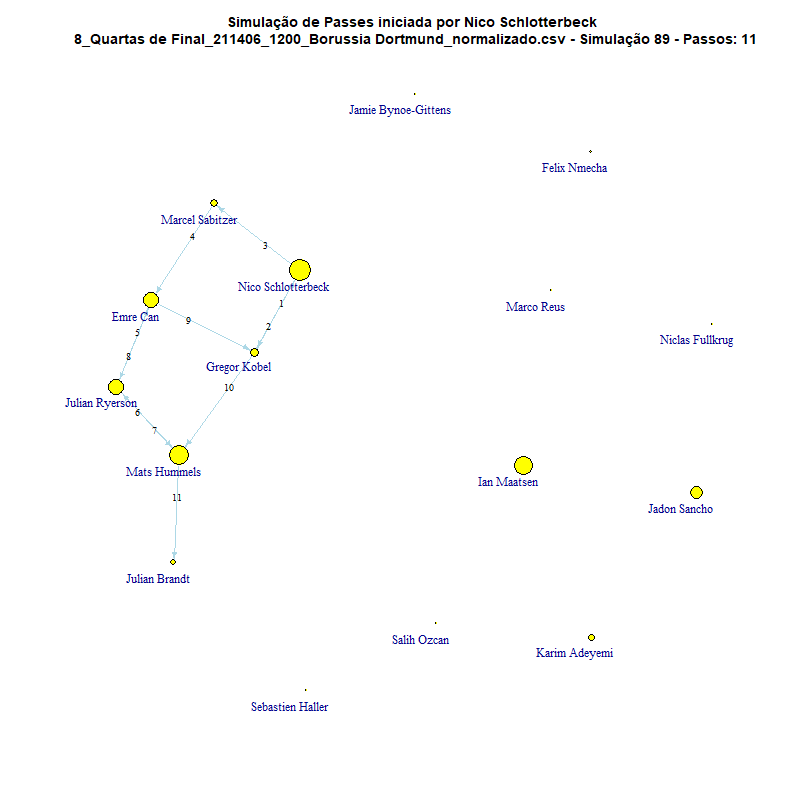 Simulação de Passes iniciada por Nico Schlotterbeck
8_Quartas de Final_211406_1200_Borussia Dortmund_normalizado.csv - Simulação 89 - Passos: 11
Jamie Bynoe-Gittens
Felix Nmecha
Marcel Sabitzer
4
3
Nico Schlotterbeck
1
Marco Reus
Emre Can
9
2
5
Niclas Fullkrug
8
Gregor Kobel
10
Julian Ryerson
6
7
Mats Hummels
Ian Maatsen
11
Jadon Sancho
Julian Brandt
Salih Ozcan
Karim Adeyemi
Sebastien Haller